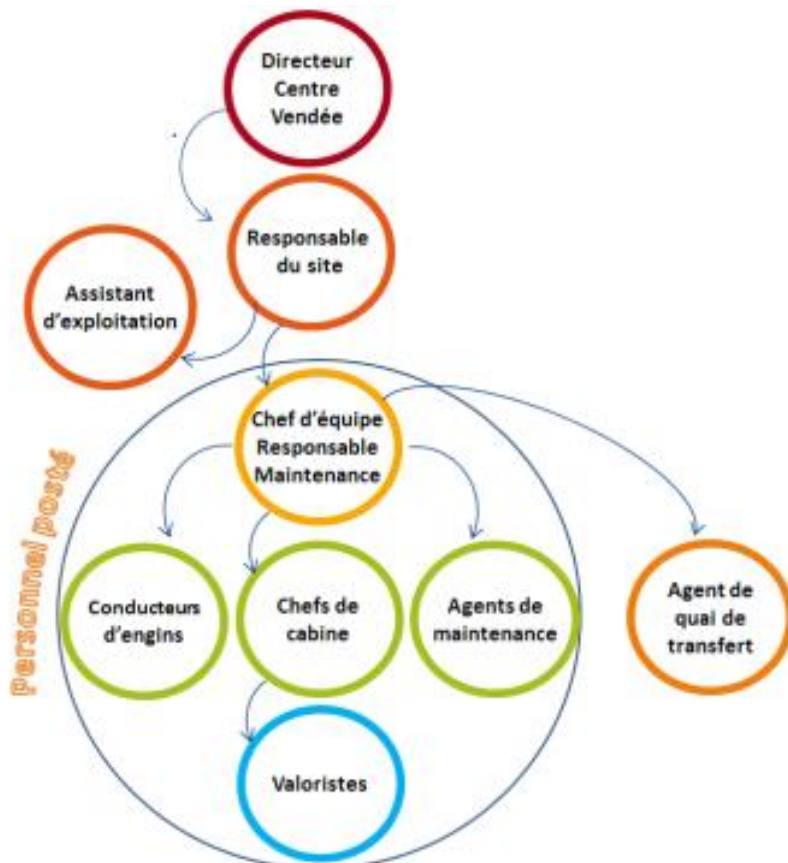 Directeur
Centre
Vendée
Responsable
du site
Assistant
d'exploitation
Chef d'équipe
Responsable
Maintenance
Personnel posté
Conducteurs
d'engins
Chefs de
cabine
Agents de
maintenance
Agent de
quai de
transfert
Valoristes